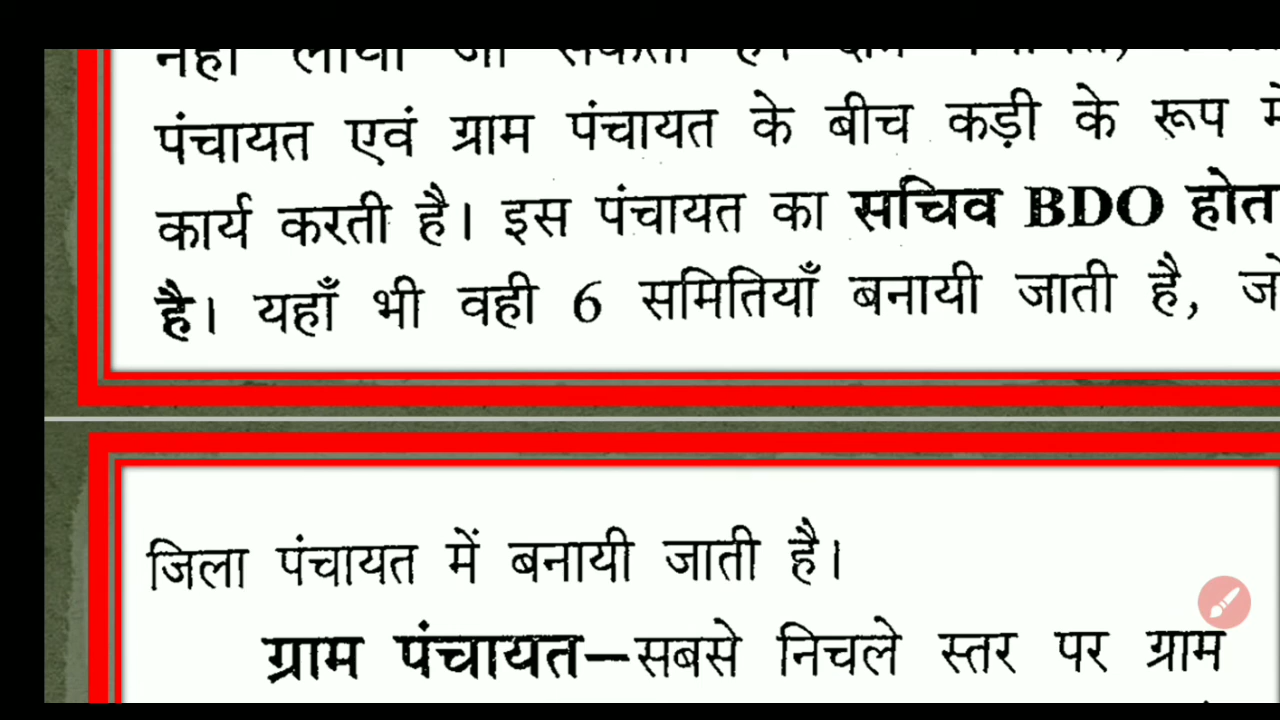 पंचायत एवं ग्राम पंचायत के बीच कड़ी के रूप
कार्य करती है। इस पंचायत का सचिव BDO होत
है। यहाँ भी वही 6 समितियाँ बनायी जाती है,
जिला पंचायत में बनायी जाती है।
ग्राम पंचायत–सबसे निचले स्तर पर ग्राम